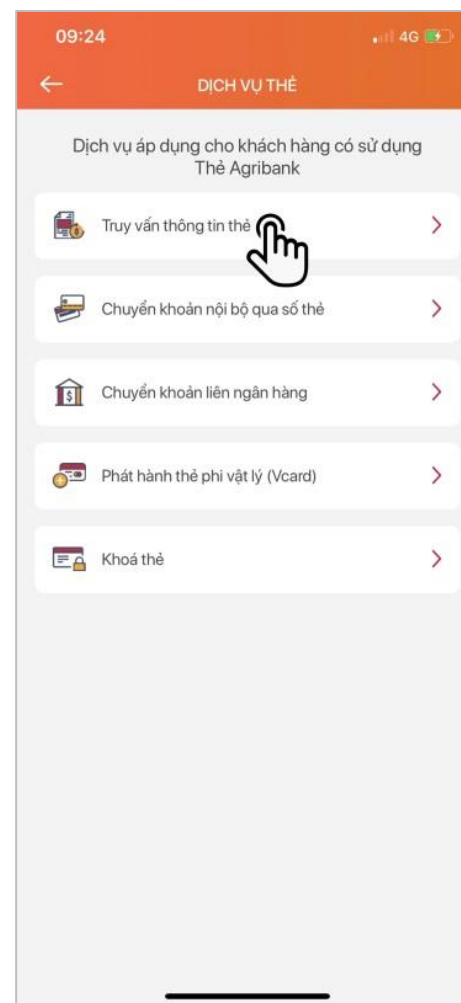 09:24
4G
DỊCH VỤ THẺ
Dịch vụ áp dụng cho khách hàng có sử dụng
Thẻ Agribank
Truy vấn thông tin thẻ
Chuyển khoản nội bộ qua số thẻ
Chuyển khoản liên ngân hàng
Phát hành thẻ phi vật lý (Vcard)
Khoá thẻ